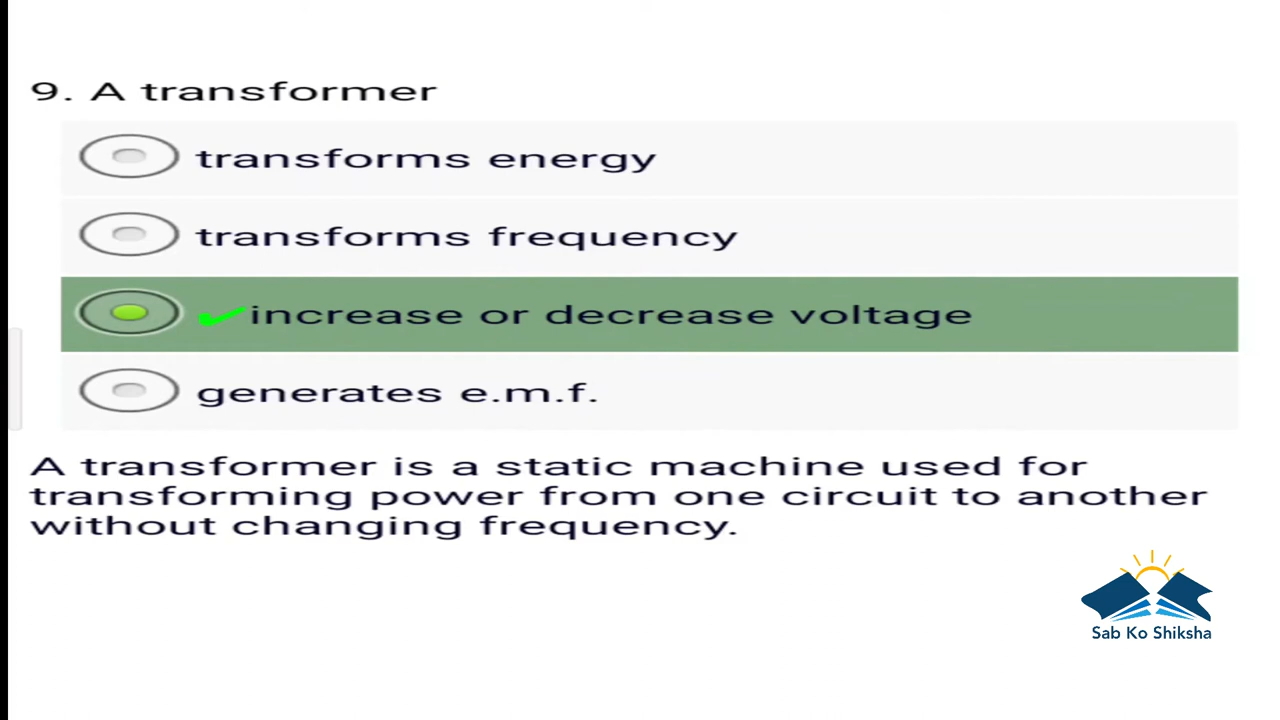 9. A transformer
transforms energy
transforms frequency
✔increase or decrease voltage
generates e.m.f.
A transformer is a static machine used for
transforming power from one circuit to another
without changing frequency.
Sab Ko Shiksha